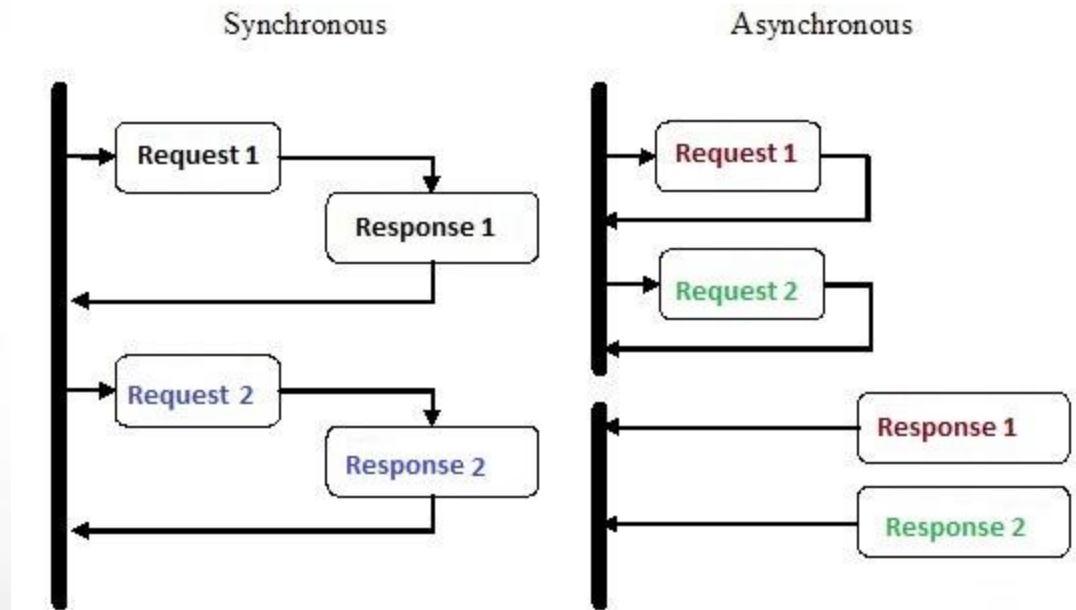 Synchronous
Asynchronous
Request 1
Response 1
Request 2
Response 2
Request 1
Request 2
Response 1
Response 2